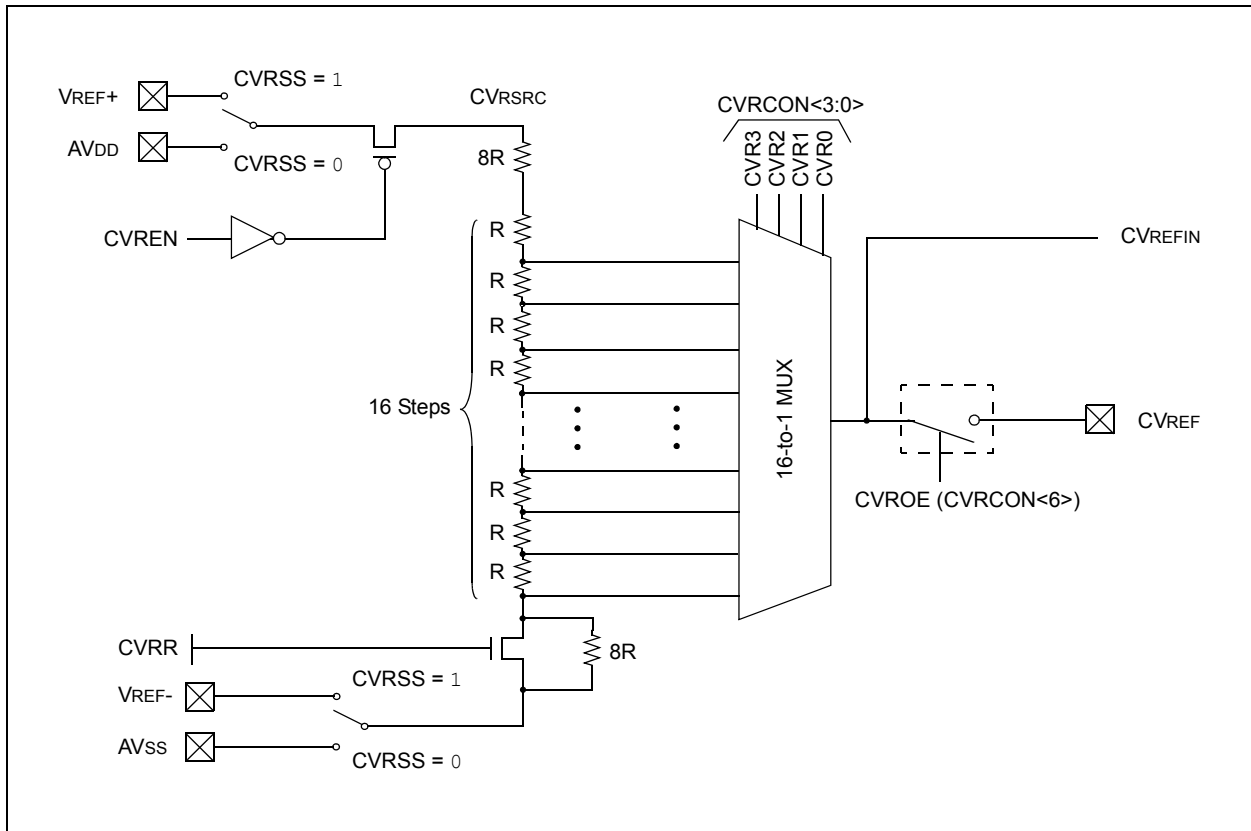 VREF+
CVRSS = 1
AVDD
CVRSS = 0
CVREN
CVRSRC
8R
R
R
R
R
16 Steps
R
R
R
CVRCON<3:0>
CVR3
CVR2
CVR1
CVR0
16-to-1 MUX
CVREFIN
CVREF
CVROE (CVRCON<6>)
CVRR
8R
VREF-
CVRSS = 1
AVSS
CVRSS = 0